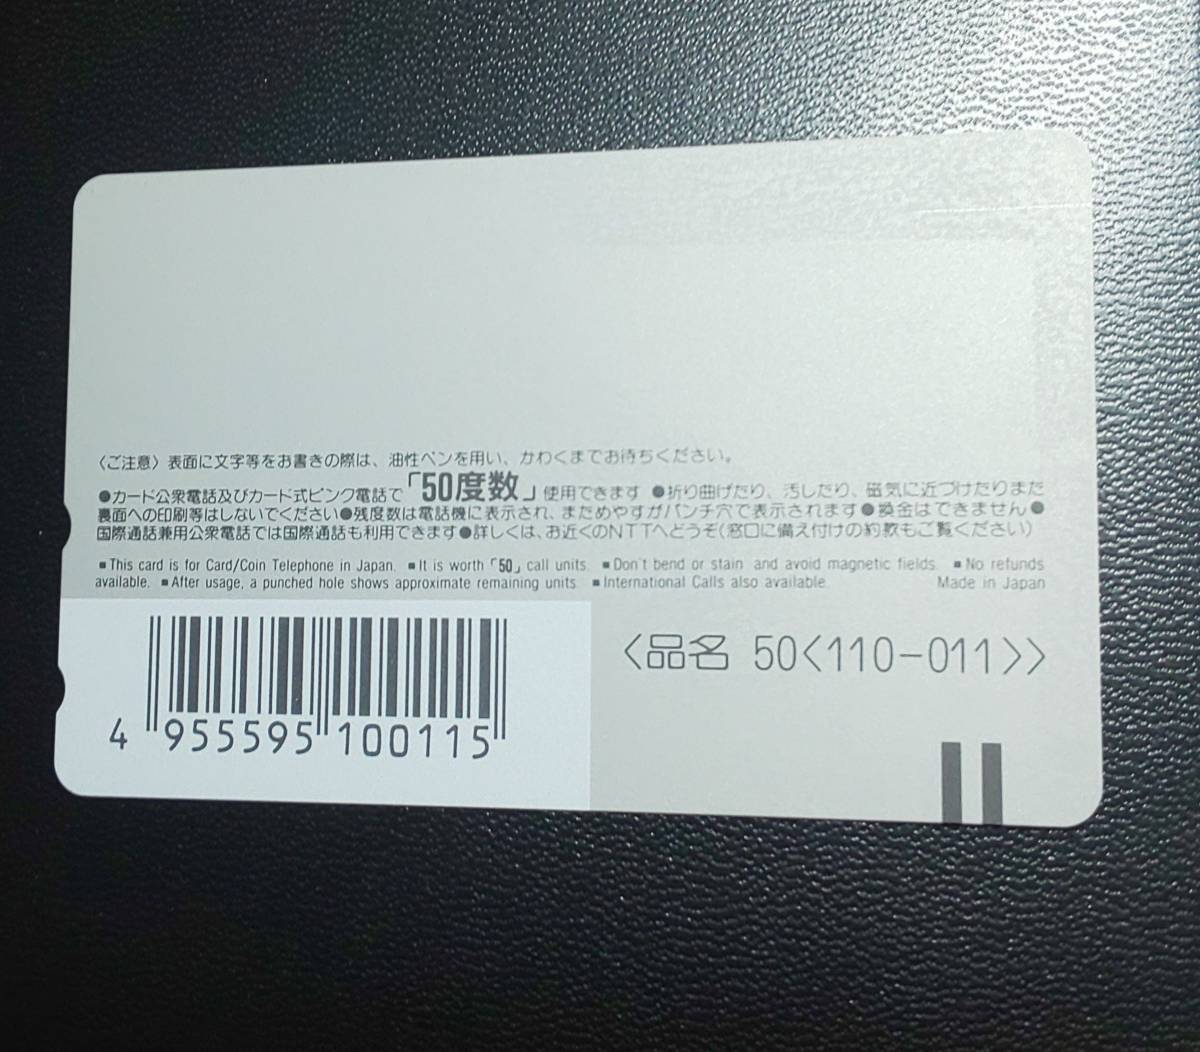 〈ご注意〉表面に文字等をお書きの際は、油性ペンを用い、かわくまでお待ちください。
●カード公衆電話及びカード式ピンク電話で「50度数」使用できます ●折り曲げたり、汚したり、磁気に近づけたりまた
裏面への印刷等はしないでください●残度数は電話機に表示され、まためやすがパンチ穴で表示されます●換金はできません●
国際通話兼用公衆電話では国際通話も利用できます●詳しくは、お近くのNTTへどうぞ(窓口に備え付けの約款もご覧ください)
■This card is for Card/Coin Telephone in Japan. ■It is worth「50」call units. ■Don't bend or stain and avoid magnetic fields. ■No refunds
available. ■After usage, a punched hole shows approximate remaining units. ■International Calls also available. Made in Japan
<品名 50<110-011>>
4 955595 100115